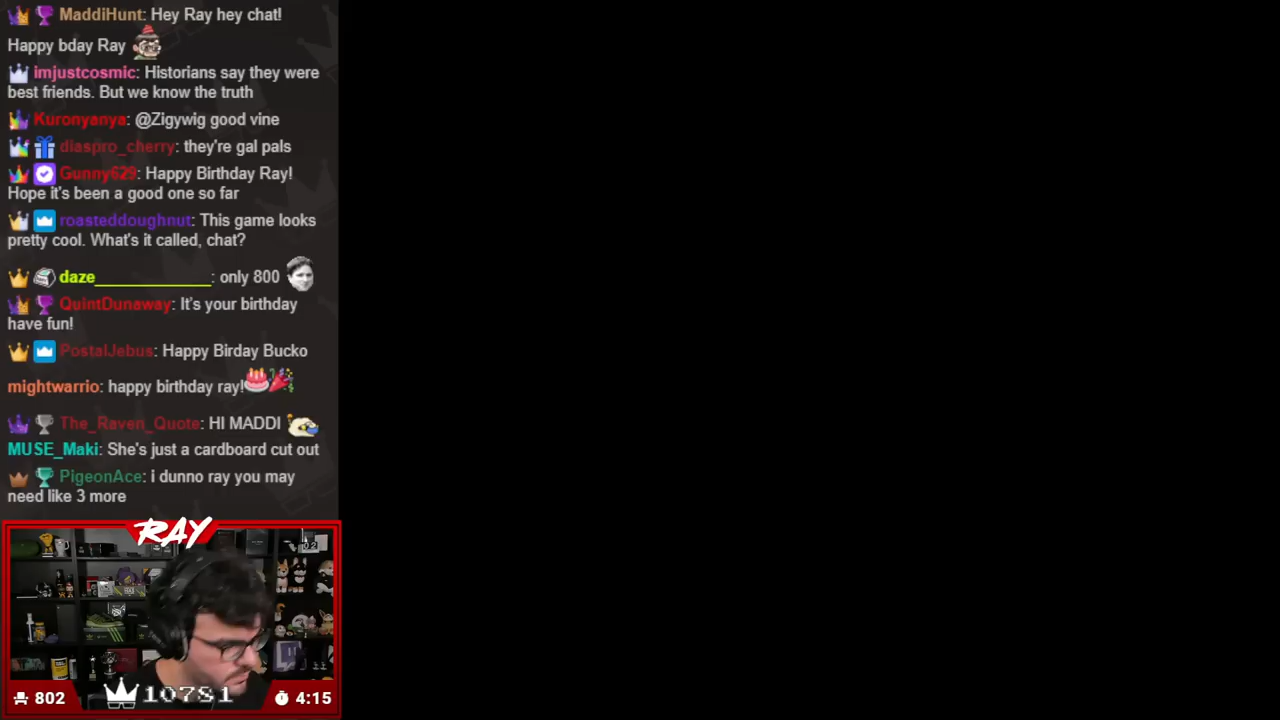 MaddiHunt: Hey Ray hey chat!
Happy bday Ray
imjustcosmic: Historians say they were
best friends. But we know the truth
Kuronyanya: @Zigywig good vine
diaspro_cherry: they're gal pals
Gunny629: Happy Birthday Ray!
Hope it's been a good one so far
roasteddoughnut: This game looks
pretty cool. What's it called, chat?
daze_____________: only 800
QuintDunaway: It's your birthday
have fun!
PostalJebus: Happy Birday Bucko
mightwarrio: happy birthday ray!
The_Raven_Quote: HI MADDI
MUSE_Maki: She's just a cardboard cut out
PigeonAce: i dunno ray you may
need like 3 more
RAY
802 10781 4:15